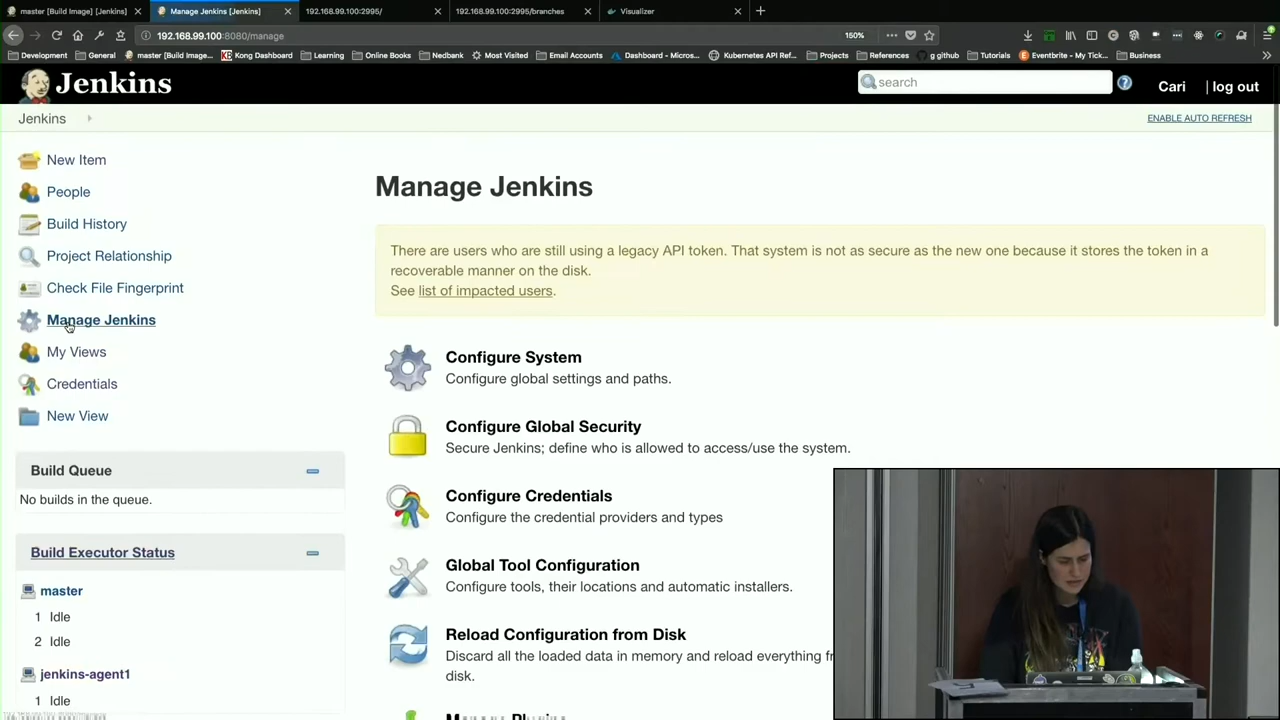 master [Build Image] [Jenkins]
Manage Jenkins [Jenkins]
192.168.99.100:2995/
192.168.99.100:2995/branches
Visualizer
192.168.99.100:8080/manage
150%
Development
General
master [Build Image...
Kong Dashboard
Learning
Online Books
Nedbank
Most Visited
Email Accounts
Dashboard - Micros...
Kubernetes API Ref...
Projects
References
g github
Tutorials
Eventbrite - My Tick...
Business
Jenkins
search
Cari
| log out
Jenkins
ENABLE AUTO REFRESH
New Item
People
Build History
Project Relationship
Check File Fingerprint
Manage Jenkins
My Views
Credentials
New View
Build Queue
No builds in the queue.
Build Executor Status
master
1 Idle
2 Idle
jenkins-agent1
1 Idle
Manage Jenkins
There are users who are still using a legacy API token. That system is not as secure as the new one because it stores the token in a
recoverable manner on the disk.
See list of impacted users.
Configure System
Configure global settings and paths.
Configure Global Security
Secure Jenkins; define who is allowed to access/use the system.
Configure Credentials
Configure the credential providers and types
Global Tool Configuration
Configure tools, their locations and automatic installers.
Reload Configuration from Disk
Discard all the loaded data in memory and reload everything
disk.